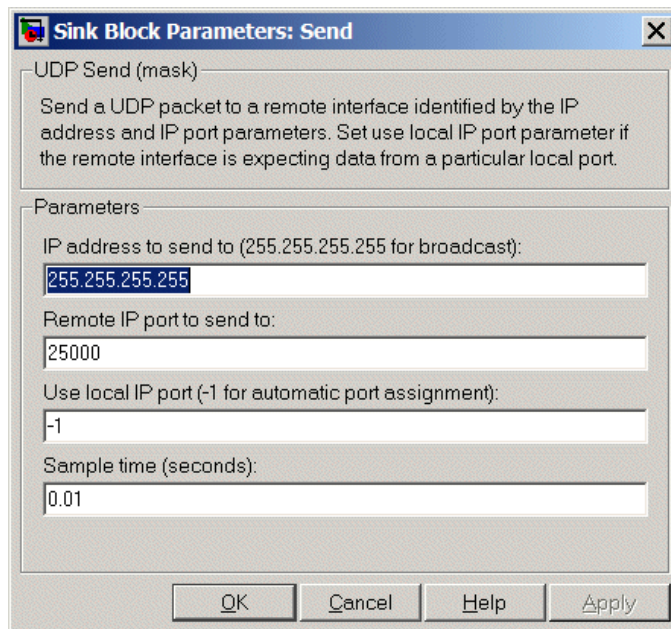 Sink Block Parameters: Send
UDP Send (mask)
Send a UDP packet to a remote interface identified by the IP
address and IP port parameters. Set use local IP port parameter if
the remote interface is expecting data from a particular local port.
Parameters
IP address to send to (255.255.255.255 for broadcast):
255.255.255.255
Remote IP port to send to:
25000
Use local IP port (-1 for automatic port assignment):
-1
Sample time (seconds):
0.01
OK Cancel Help Apply